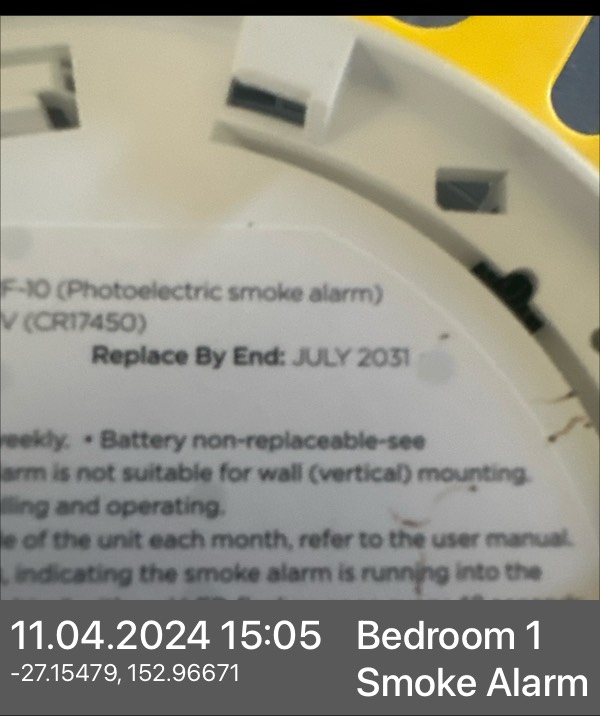 F-10 (Photoelectric smoke alarm)
V (CR17450)
Replace By End: JULY 2031
weekly. • Battery non-replaceable-see
arm is not suitable for wall (vertical) mounting.
lling and operating.
le of the unit each month, refer to the user manual.
, indicating the smoke alarm is running into the
11.04.2024 15:05
-27.15479, 152.96671
Bedroom 1
Smoke Alarm